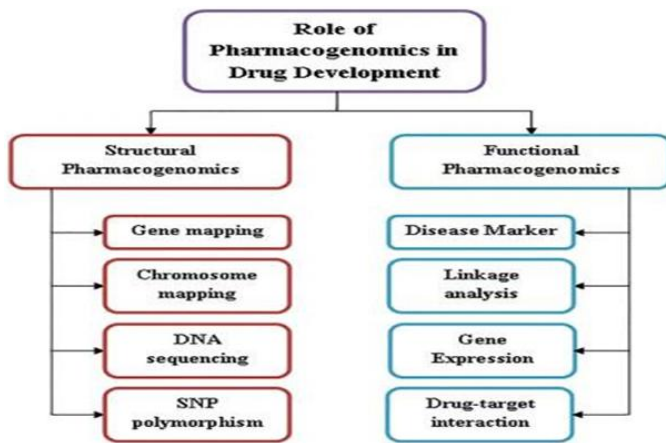 Role of
Pharmacogenomics in
Drug Development
Structural
Pharmacogenomics
Gene mapping
Chromosome
mapping
DNA
sequencing
SNP
polymorphism
Functional
Pharmacogenomics
Disease Marker
Linkage
analysis
Gene
Expression
Drug-target
interaction